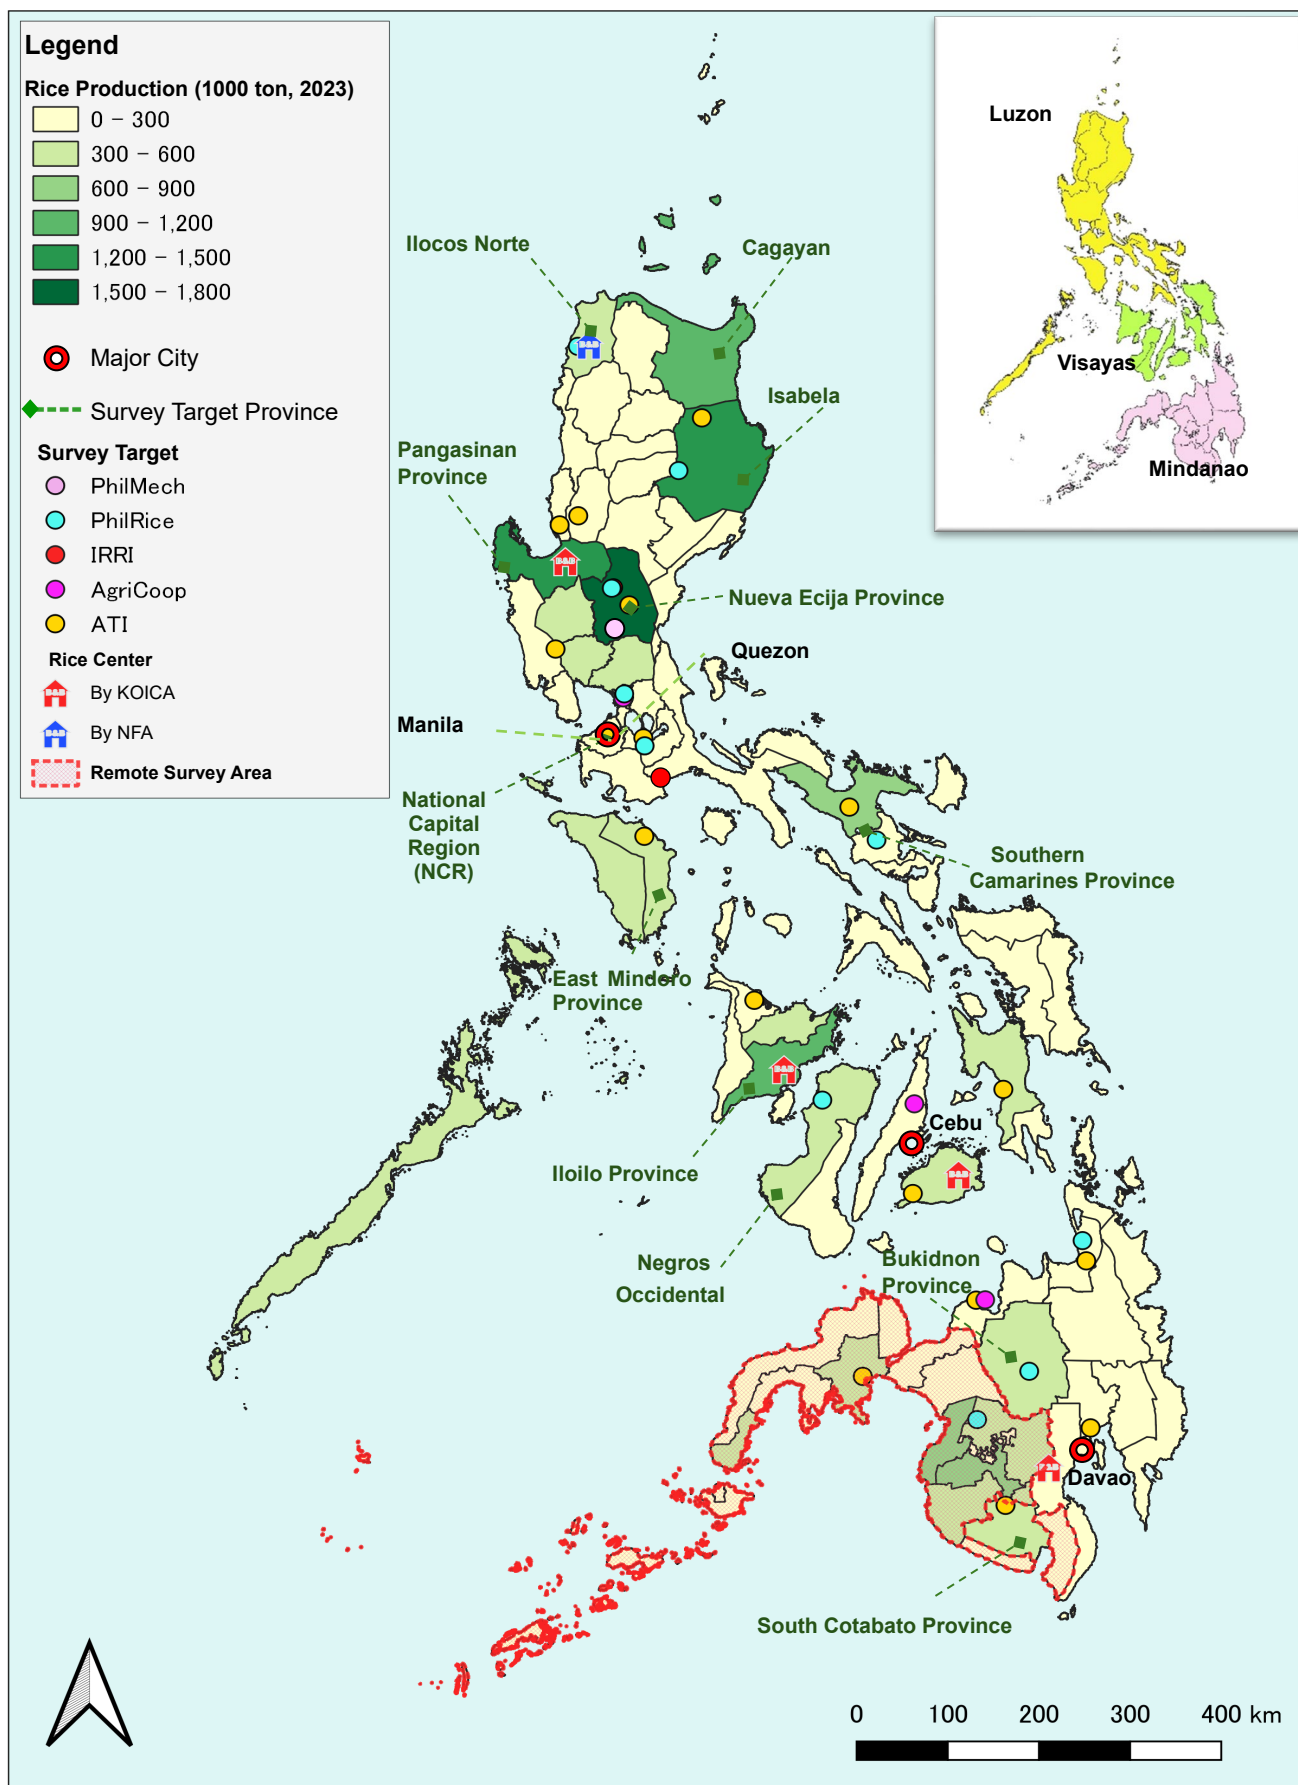 Legend
Rice Production (1000 ton, 2023)
0 - 300
300 - 600
600 - 900
900 - 1,200
1,200 - 1,500
1,500 - 1,800
Major City
Survey Target Province
Survey Target
PhilMech
PhilRice
IRRI
AgriCoop
ATI
Rice Center
By KOICA
By NFA
Remote Survey Area
Luzon
Visayas
Mindanao
Ilocos Norte
Cagayan
Isabela
Pangasinan
Province
Nueva Ecija Province
Quezon
Manila
National
Capital
Region
(NCR)
Southern
Camarines Province
East Mindoro
Province
Cebu
Iloilo Province
Negros
Occidental
Bukidnon
Province
Davao
South Cotabato Province
0 100 200 300 400 km